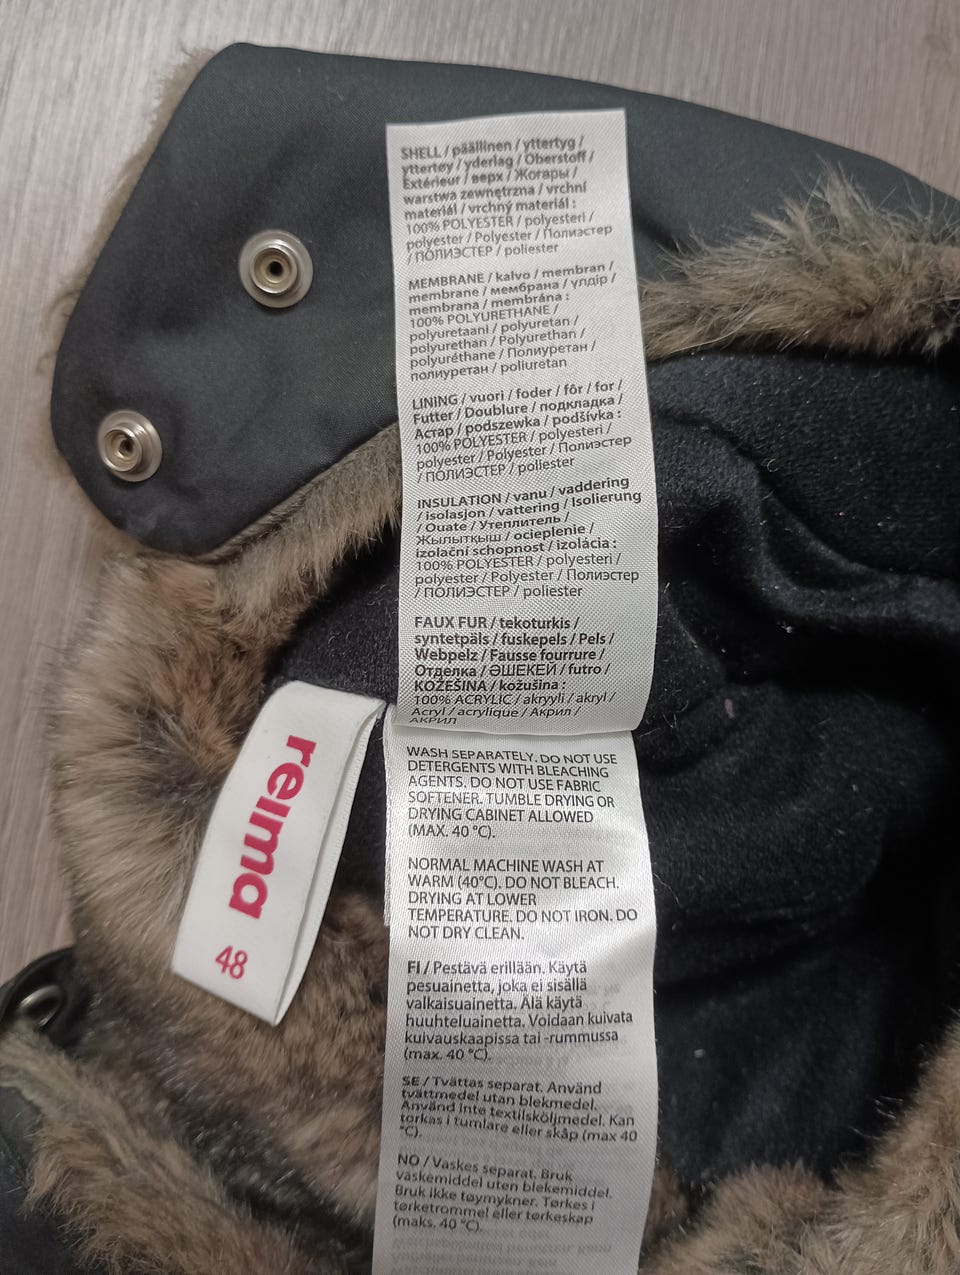 SHELL / päällinen / yttertyg /
yttertøy / yderlag / Oberstoff /
Extérieur / верх / Жоғары /
warstwa zewnętrzna / vrchní
materiál / vrchný materiál :
100% POLYESTER / polyesteri /
polyester / Polyester / Полиэстер
/ ПОЛИЭСТЕР / poliester
MEMBRANE / kalvo / membran /
membrane / мембрана / үлдір /
membrana / membrána :
100% POLYURETHANE /
polyuretaani / polyuretan /
polyurethan / Polyurethan /
polyuréthane / Полиуретан /
полиуретан / poliuretan
LINING / vuori / foder / fôr / for /
Futter / Doublure / подкладка /
Астар / podszewka / podšívka :
100% POLYESTER / polyesteri /
polyester / Polyester / Полиэстер
/ ПОЛИЭСТЕР / poliester
INSULATION / vanu / vaddering
/ isolasjon / vattering / Isolierung
/ Ouate / Утеплитель /
Жылытқыш / ocieplenie /
izolační schopnost / izolácia :
100% POLYESTER / polyesteri /
polyester / Polyester / Полиэстер
/ ПОЛИЭСТЕР / poliester
FAUX FUR / tekoturkis /
syntetpäls / fuskepels / Pels /
Webpelz / Fausse fourrure /
Отделка / ӘШЕКЕЙ / futro /
KOŽEŠINA / kožušina :
100% ACRYLIC / akryyli / akryl /
Acryl / acrylique / Акрил /
АКРИЛ
reima
48
WASH SEPARATELY. DO NOT USE
DETERGENTS WITH BLEACHING
AGENTS. DO NOT USE FABRIC
SOFTENER. TUMBLE DRYING OR
DRYING CABINET ALLOWED
(MAX. 40 °C).
NORMAL MACHINE WASH AT
WARM (40°C). DO NOT BLEACH.
DRYING AT LOWER
TEMPERATURE. DO NOT IRON. DO
NOT DRY CLEAN.
FI / Pestävä erillään. Käytä
pesuainetta, joka ei sisällä
valkaisuainetta. Älä käytä
huuhteluainetta. Voidaan kuivata
kuivauskaapissa tai -rummussa
(max. 40 °C).
SE / Tvättas separat. Använd
tvättmedel utan blekmedel.
Använd inte textilsköljmedel. Kan
torkas i tumlare eller skåp (max 40
°C).
NO / Vaskes separat. Bruk
vaskemiddel uten blekemiddel.
Bruk ikke tøymykner. Tørkes i
tørketrommel eller tørkeskap
(maks. 40 °C).